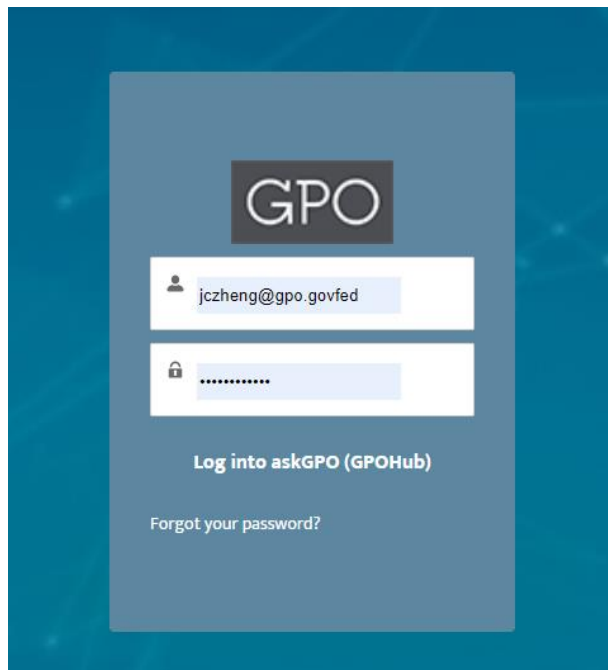 GPO
jczheng@gpo.govfed
••••••••••••
Log into askGPO (GPOHub)
Forgot your password?